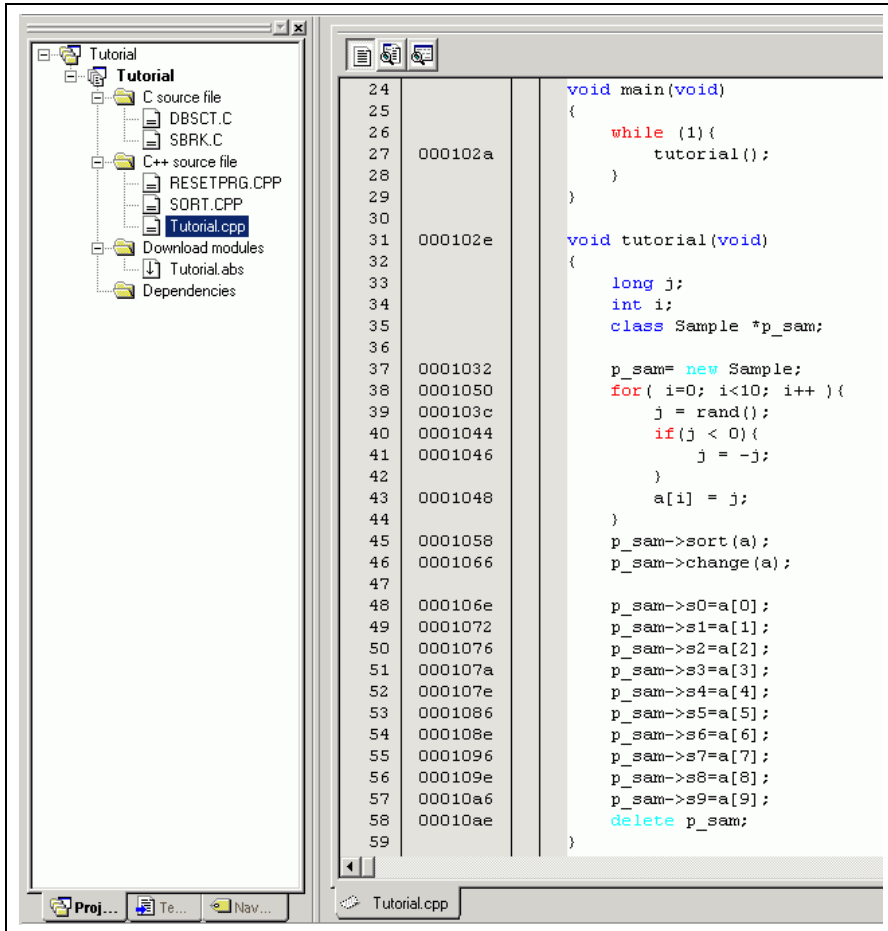 Tutorial
Tutorial
C source file
DBSCT.C
SBRK.C
C++ source file
RESETPRG.CPP
SORT.CPP
Tutorial.cpp
Download modules
Tutorial.abs
Dependencies
Proj...
Te...
Nav...
24 void main(void)
25 {
26 while (1){
27 000102a tutorial();
28 }
29 }
30
31 000102e void tutorial(void)
32 {
33 long j;
34 int i;
35 class Sample *p_sam;
36
37 0001032 p_sam= new Sample;
38 0001050 for( i=0; i<10; i++ ){
39 000103c j = rand();
40 0001044 if(j < 0){
41 0001046 j = -j;
42 }
43 0001048 a[i] = j;
44 }
45 0001058 p_sam->sort(a);
46 0001066 p_sam->change(a);
47
48 000106e p_sam->s0=a[0];
49 0001072 p_sam->s1=a[1];
50 0001076 p_sam->s2=a[2];
51 000107a p_sam->s3=a[3];
52 000107e p_sam->s4=a[4];
53 0001086 p_sam->s5=a[5];
54 000108e p_sam->s6=a[6];
55 0001096 p_sam->s7=a[7];
56 000109e p_sam->s8=a[8];
57 00010a6 p_sam->s9=a[9];
58 00010ae delete p_sam;
59 }
Tutorial.cpp